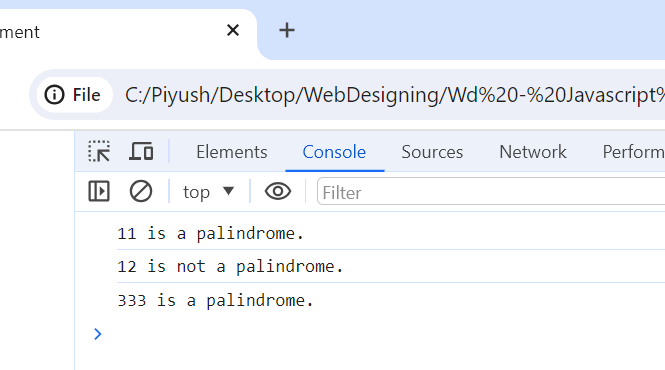 ment
File C:/Piyush/Desktop/WebDesigning/Wd%20-%20Javascript%
Elements Console Sources Network Perform
top Filter
11 is a palindrome.
12 is not a palindrome.
333 is a palindrome.